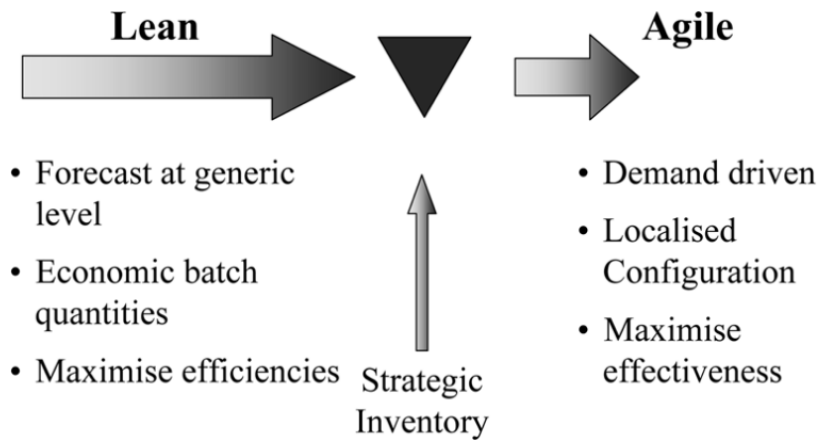 Lean
Agile
• Forecast at generic
level
• Economic batch
quantities
• Maximise efficiencies
Strategic
Inventory
• Demand driven
• Localised
Configuration
• Maximise
effectiveness